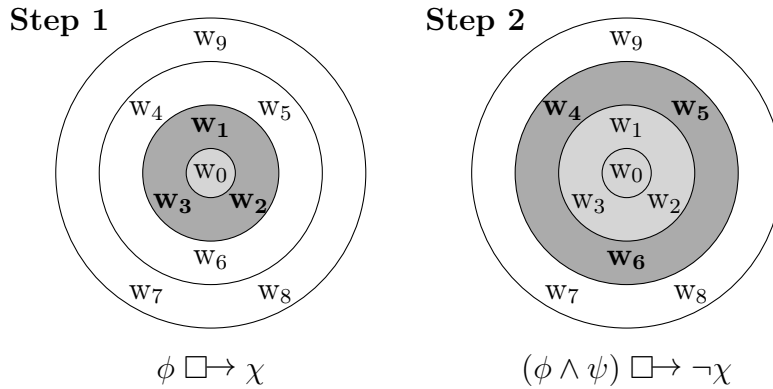 Step 1
w₉
w₄ w₅
w₁
w₀
w₃ w₂
w₆
w₇ w₈
ϕ □→ χ
Step 2
w₉
w₄ w₅
w₁
w₀
w₃ w₂
w₆
w₇ w₈
(ϕ ∧ ψ) □→ ¬χ